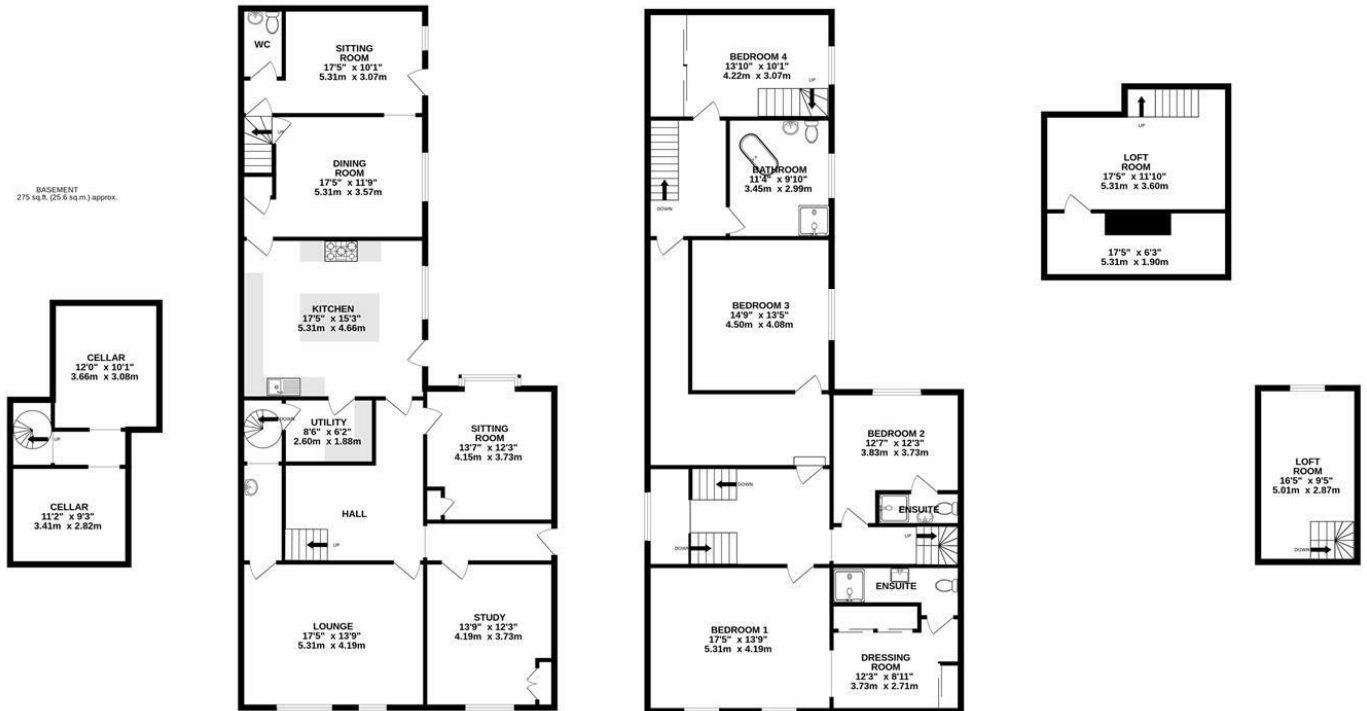 BASEMENT
275 sq.ft. (25.6 sq.m.) approx.
CELLAR
12'0" x 10'1"
3.66m x 3.08m
UP
CELLAR
11'2" x 9'3"
3.41m x 2.82m
WC
SITTING
ROOM
17'5" x 10'1"
5.31m x 3.07m
UP
DINING
ROOM
17'5" x 11'9"
5.31m x 3.57m
KITCHEN
17'5" x 15'3"
5.31m x 4.66m
DOWN
UTILITY
8'6" x 6'2"
2.60m x 1.88m
SITTING
ROOM
13'7" x 12'3"
4.15m x 3.73m
HALL
UP
LOUNGE
17'5" x 13'9"
5.31m x 4.19m
STUDY
13'9" x 12'3"
4.19m x 3.73m
BEDROOM 4
13'10" x 10'1"
4.22m x 3.07m
UP
BATHROOM
11'4" x 9'10"
3.45m x 2.99m
DOWN
BEDROOM 3
14'9" x 13'5"
4.50m x 4.08m
BEDROOM 2
12'7" x 12'3"
3.83m x 3.73m
DOWN
ENSUITE
DOWN
UP
ENSUITE
BEDROOM 1
17'5" x 13'9"
5.31m x 4.19m
DRESSING
ROOM
12'3" x 8'11"
3.73m x 2.71m
UP
LOFT
ROOM
17'5" x 11'10"
5.31m x 3.60m
17'5" x 6'3"
5.31m x 1.90m
LOFT
ROOM
16'5" x 9'5"
5.01m x 2.87m
DOWN